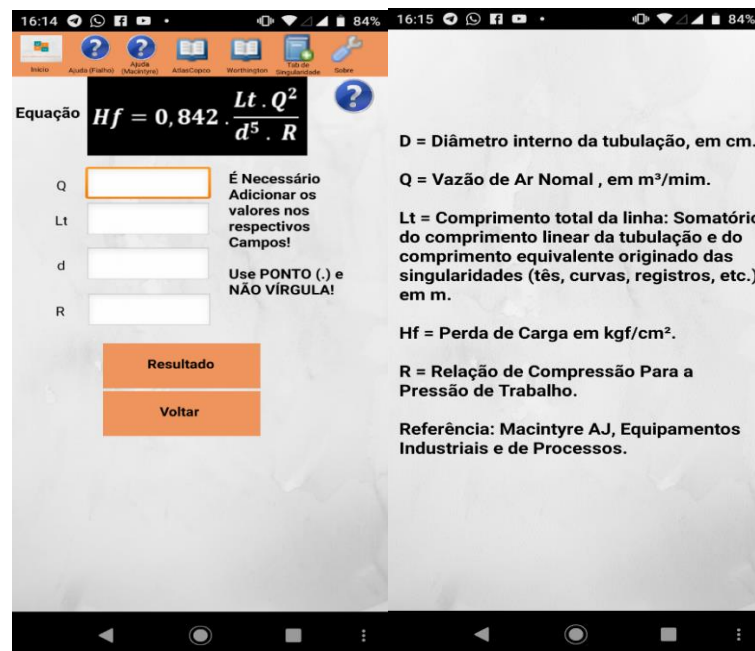 16:14 84%
Início Ajuda (Fialho) Ajuda (Macintyre) AtlasCopco Worthington Tab de Singularidade Sobre
Equação
Hf = 0,842 . Lt . Q² / d⁵ . R
Q
Lt
d
R
É Necessário
Adicionar os
valores nos
respectivos
Campos!
Use PONTO (.) e
NÃO VÍRGULA!
Resultado
Voltar
16:15 84%
D = Diâmetro interno da tubulação, em cm.
Q = Vazão de Ar Nomal , em m³/mim.
Lt = Comprimento total da linha: Somatório
do comprimento linear da tubulação e do
comprimento equivalente originado das
singularidades (tês, curvas, registros, etc.)
em m.
Hf = Perda de Carga em kgf/cm².
R = Relação de Compressão Para a
Pressão de Trabalho.
Referência: Macintyre AJ, Equipamentos
Industriais e de Processos.